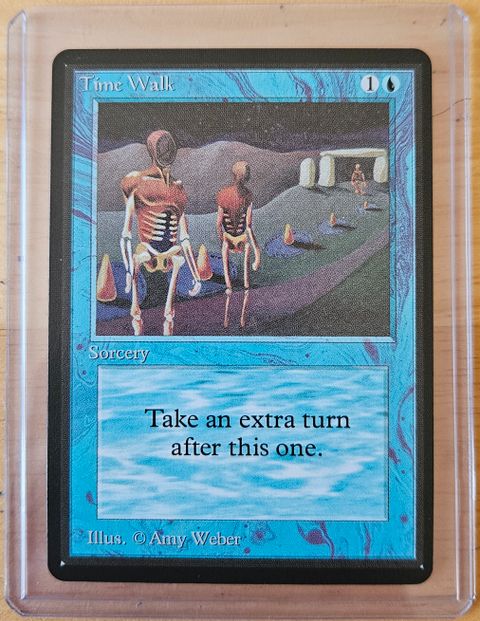 Time Walk 1
Sorcery
Take an extra turn
after this one.
Illus. © Amy Weber